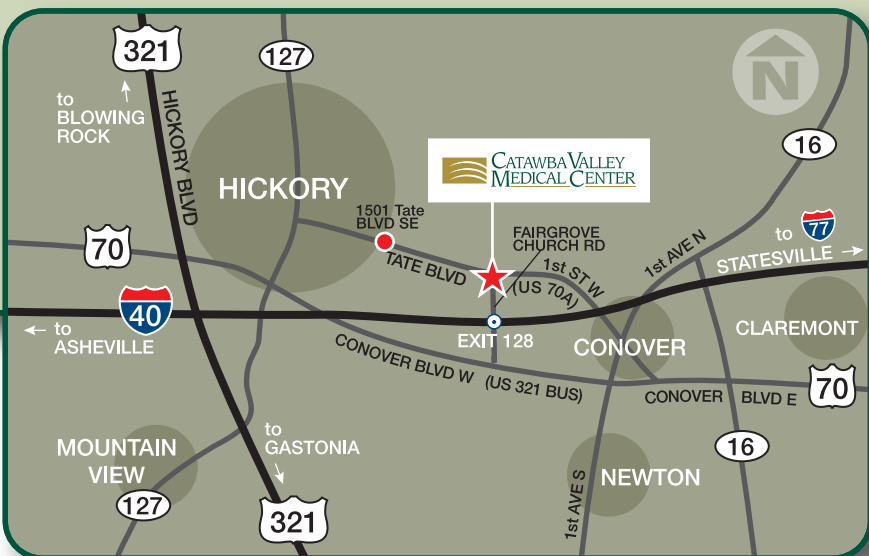 321
127
N
to
BLOWING
ROCK
HICKORY BLVD
16
CATAWBA VALLEY
MEDICAL CENTER
HICKORY
1501 Tate
BLVD SE
FAIRGROVE
CHURCH RD
to
77
STATESVILLE
70
TATE BLVD
1st ST W
(US 70A)
1st AVE N
40
to
ASHEVILLE
EXIT 128
CONOVER
CLAREMONT
CONOVER BLVD W (US 321 BUS)
CONOVER BLVD E
70
to
GASTONIA
MOUNTAIN
VIEW
16
NEWTON
1st AVE S
127
321